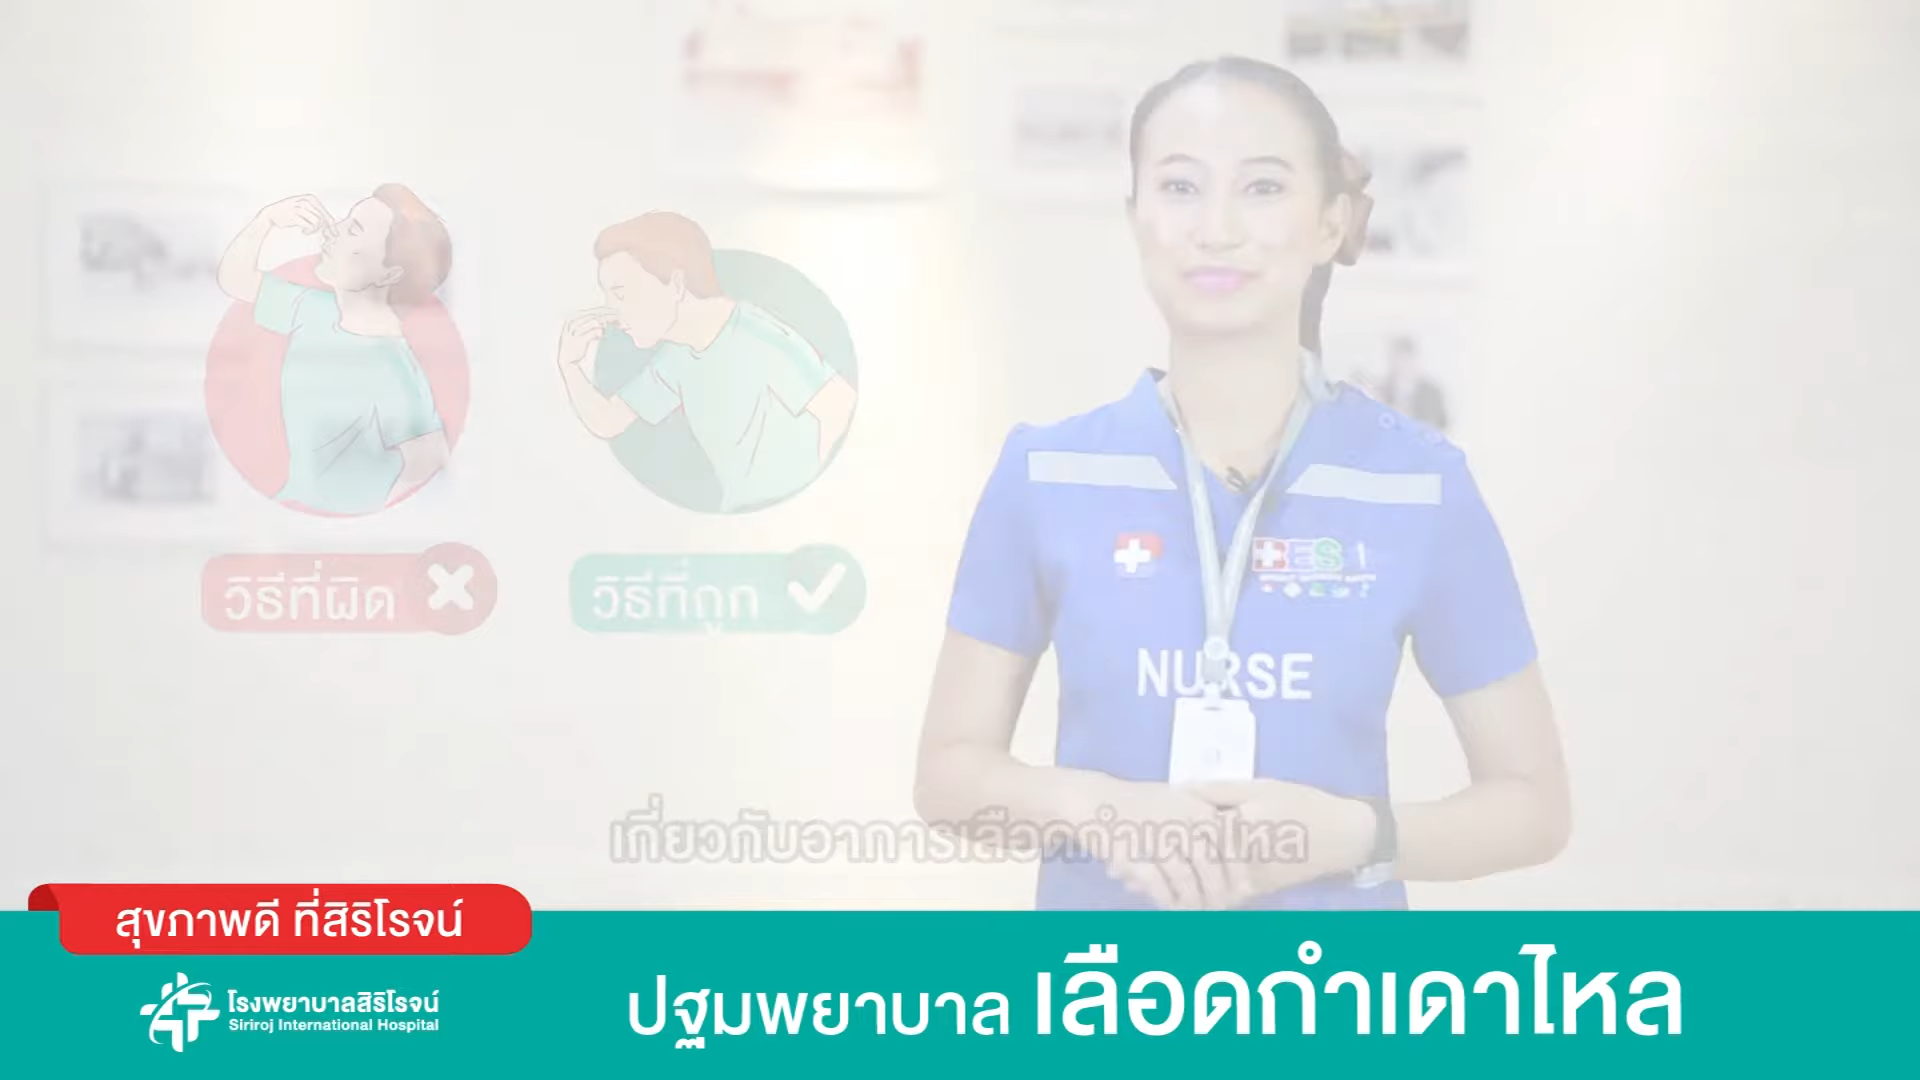 วิธีที่ผิด
วิธีที่ถูก
BES
NURSE
เกี่ยวกับอาการเลือดกำเดาไหล
สุขภาพดี ที่สิริโรจน์
โรงพยาบาลสิริโรจน์
Siriroj International Hospital
ปฐมพยาบาล เลือดกำเดาไหล